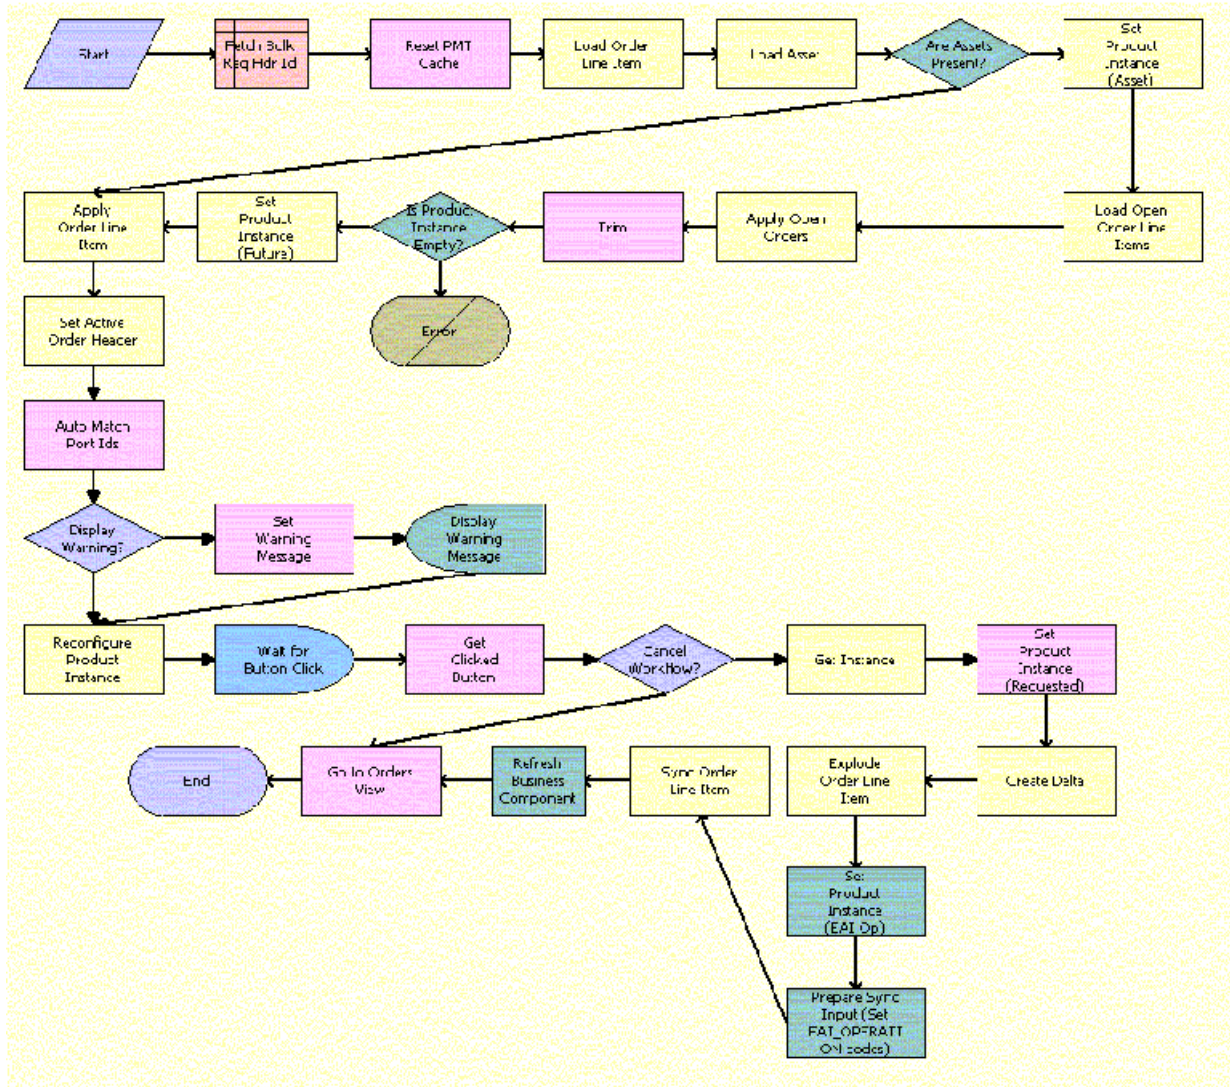 Start
Fetch Bulk
Req Hdr Id
Reset PMT
Cache
Load Order
Line Item
Load Asset
Are Assets
Present?
Set
Product
Instance
(Asset)
Apply
Order Line
Item
Set
Product
Instance
(Future)
Is Product
Instance
Empty?
Trim
Apply Open
Orders
Load Open
Order Line
Items
Set Active
Order Header
Error
Auto Match
Port Ids
Display
Warning?
Set
Warning
Message
Display
Warning
Message
Reconfigure
Product
Instance
Wait for
Button Click
Get
Clicked
Button
Cancel
Workflow?
Get Instance
Set
Product
Instance
(Requested)
End
Go to Orders
View
Refresh
Business
Component
Sync Order
Line Item
Explode
Order Line
Item
Create Delta
Set
Product
Instance
(EAI Op)
Prepare Sync
Input (Set
EAI_OPERATI
ON codes)